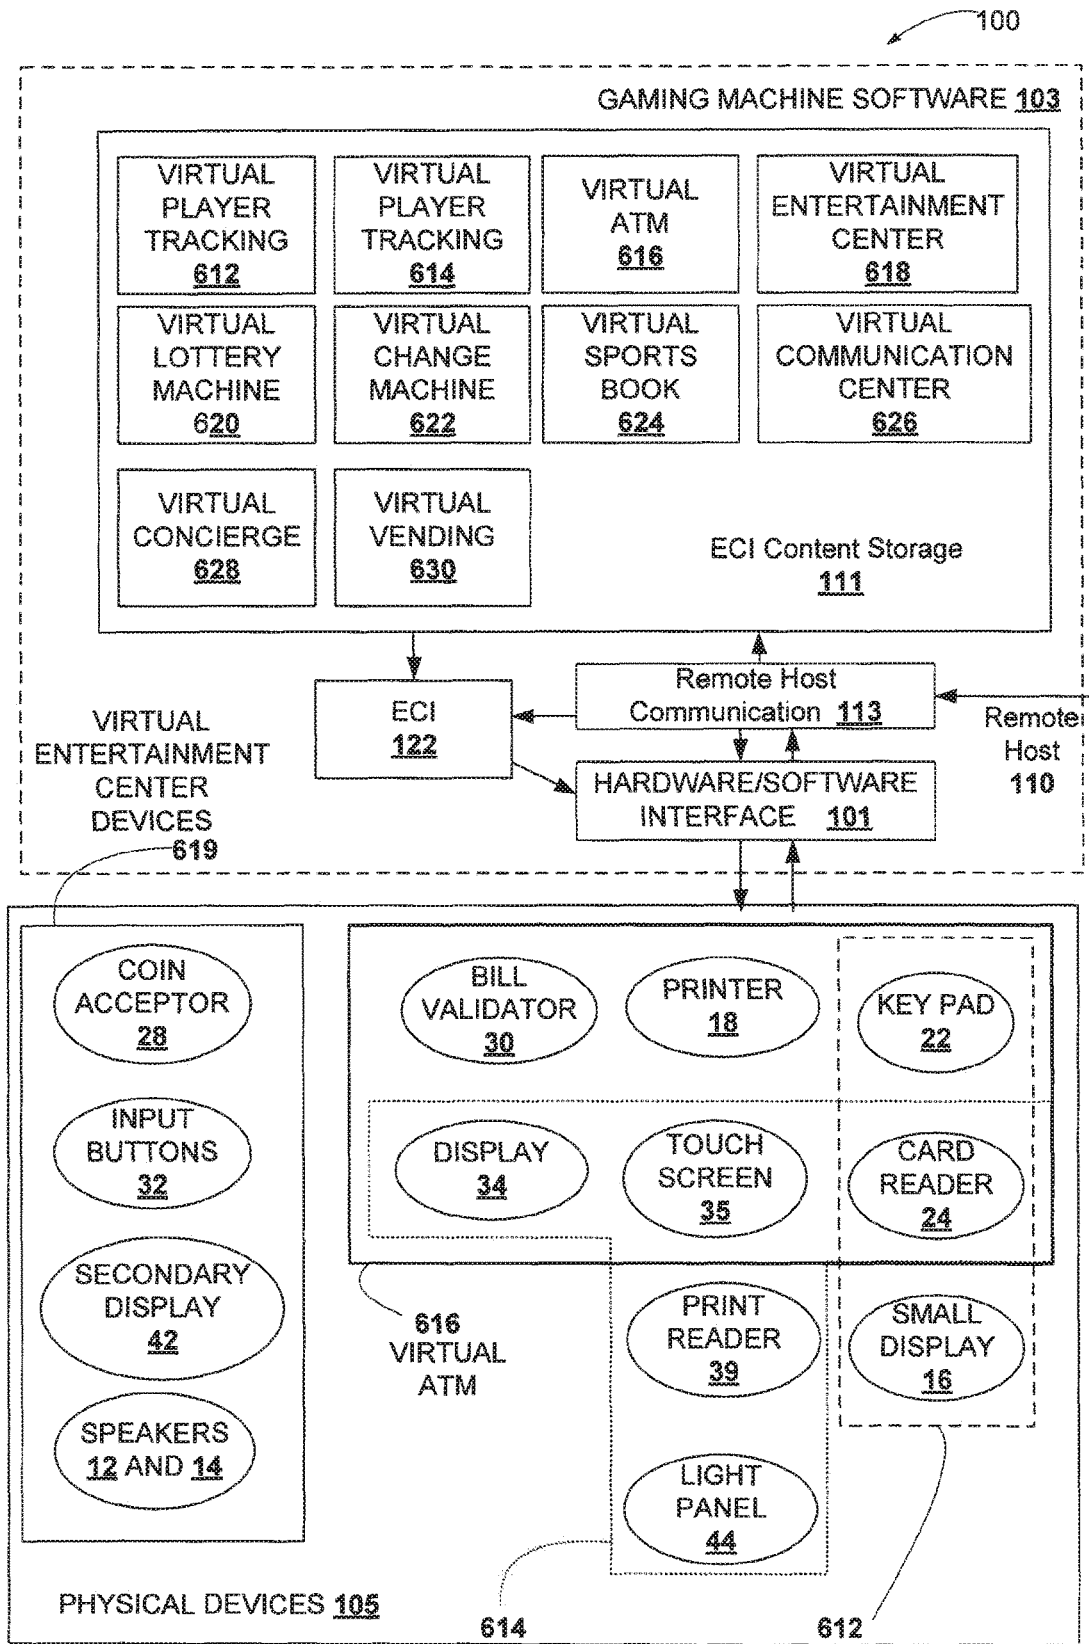 100
GAMING MACHINE SOFTWARE 103
VIRTUAL
PLAYER
TRACKING
612
VIRTUAL
PLAYER
TRACKING
614
VIRTUAL
ATM
616
VIRTUAL
ENTERTAINMENT
CENTER
618
VIRTUAL
LOTTERY
MACHINE
620
VIRTUAL
CHANGE
MACHINE
622
VIRTUAL
SPORTS
BOOK
624
VIRTUAL
COMMUNICATION
CENTER
626
VIRTUAL
CONCIERGE
628
VIRTUAL
VENDING
630
ECI Content Storage
111
ECI
122
Remote Host
Communication 113
Remote
Host
110
HARDWARE/SOFTWARE
INTERFACE 101
VIRTUAL
ENTERTAINMENT
CENTER
DEVICES
619
COIN
ACCEPTOR
28
INPUT
BUTTONS
32
SECONDARY
DISPLAY
42
SPEAKERS
12 AND 14
BILL
VALIDATOR
30
PRINTER
18
KEY PAD
22
DISPLAY
34
TOUCH
SCREEN
35
CARD
READER
24
616
VIRTUAL
ATM
PRINT
READER
39
SMALL
DISPLAY
16
LIGHT
PANEL
44
PHYSICAL DEVICES 105
614
612